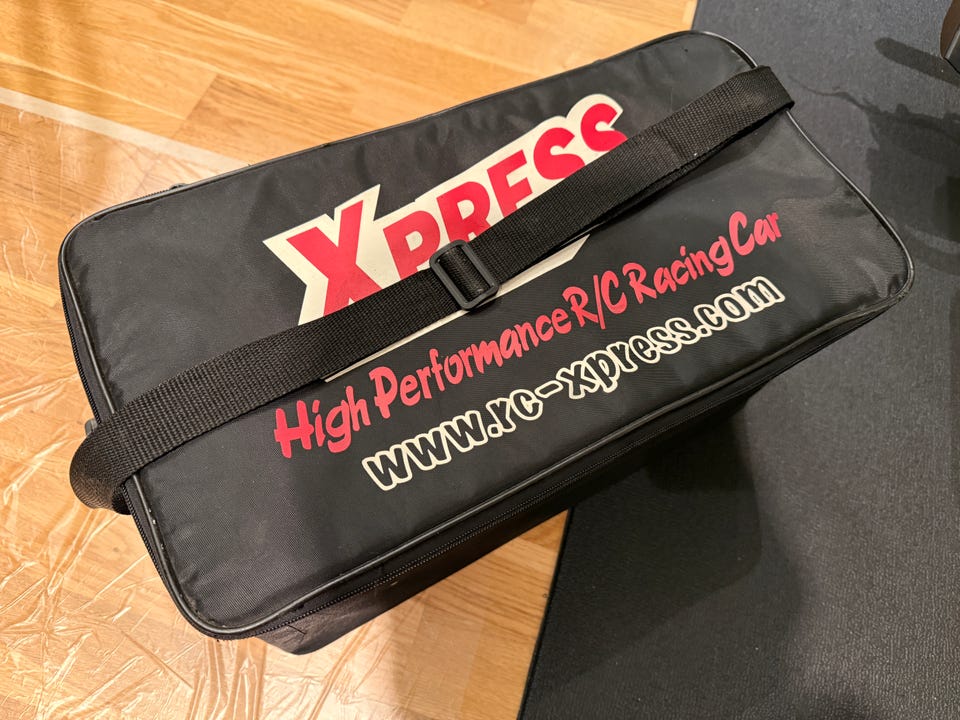 XPRESS
High Performance R/C Racing Car
www.rc-xpress.com